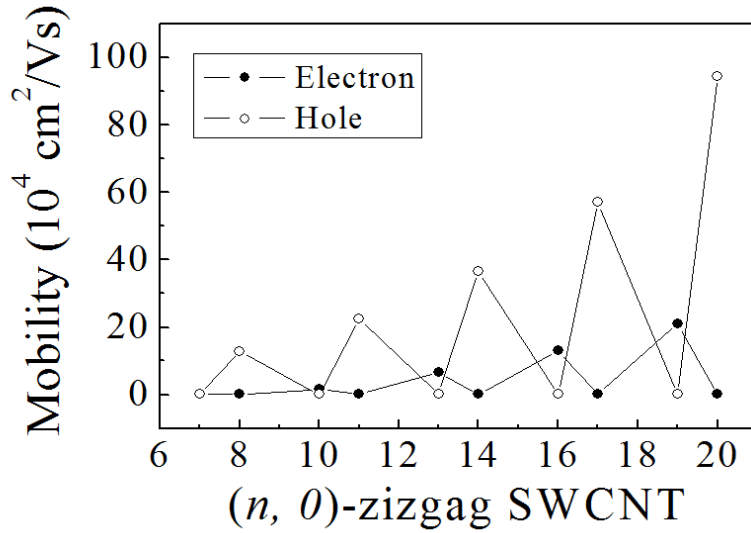 Mobility (10⁴ cm²/Vs)
100
80
60
40
20
0
Electron
Hole
6 8 10 12 14 16 18 20
(n, 0)-zizgag SWCNT